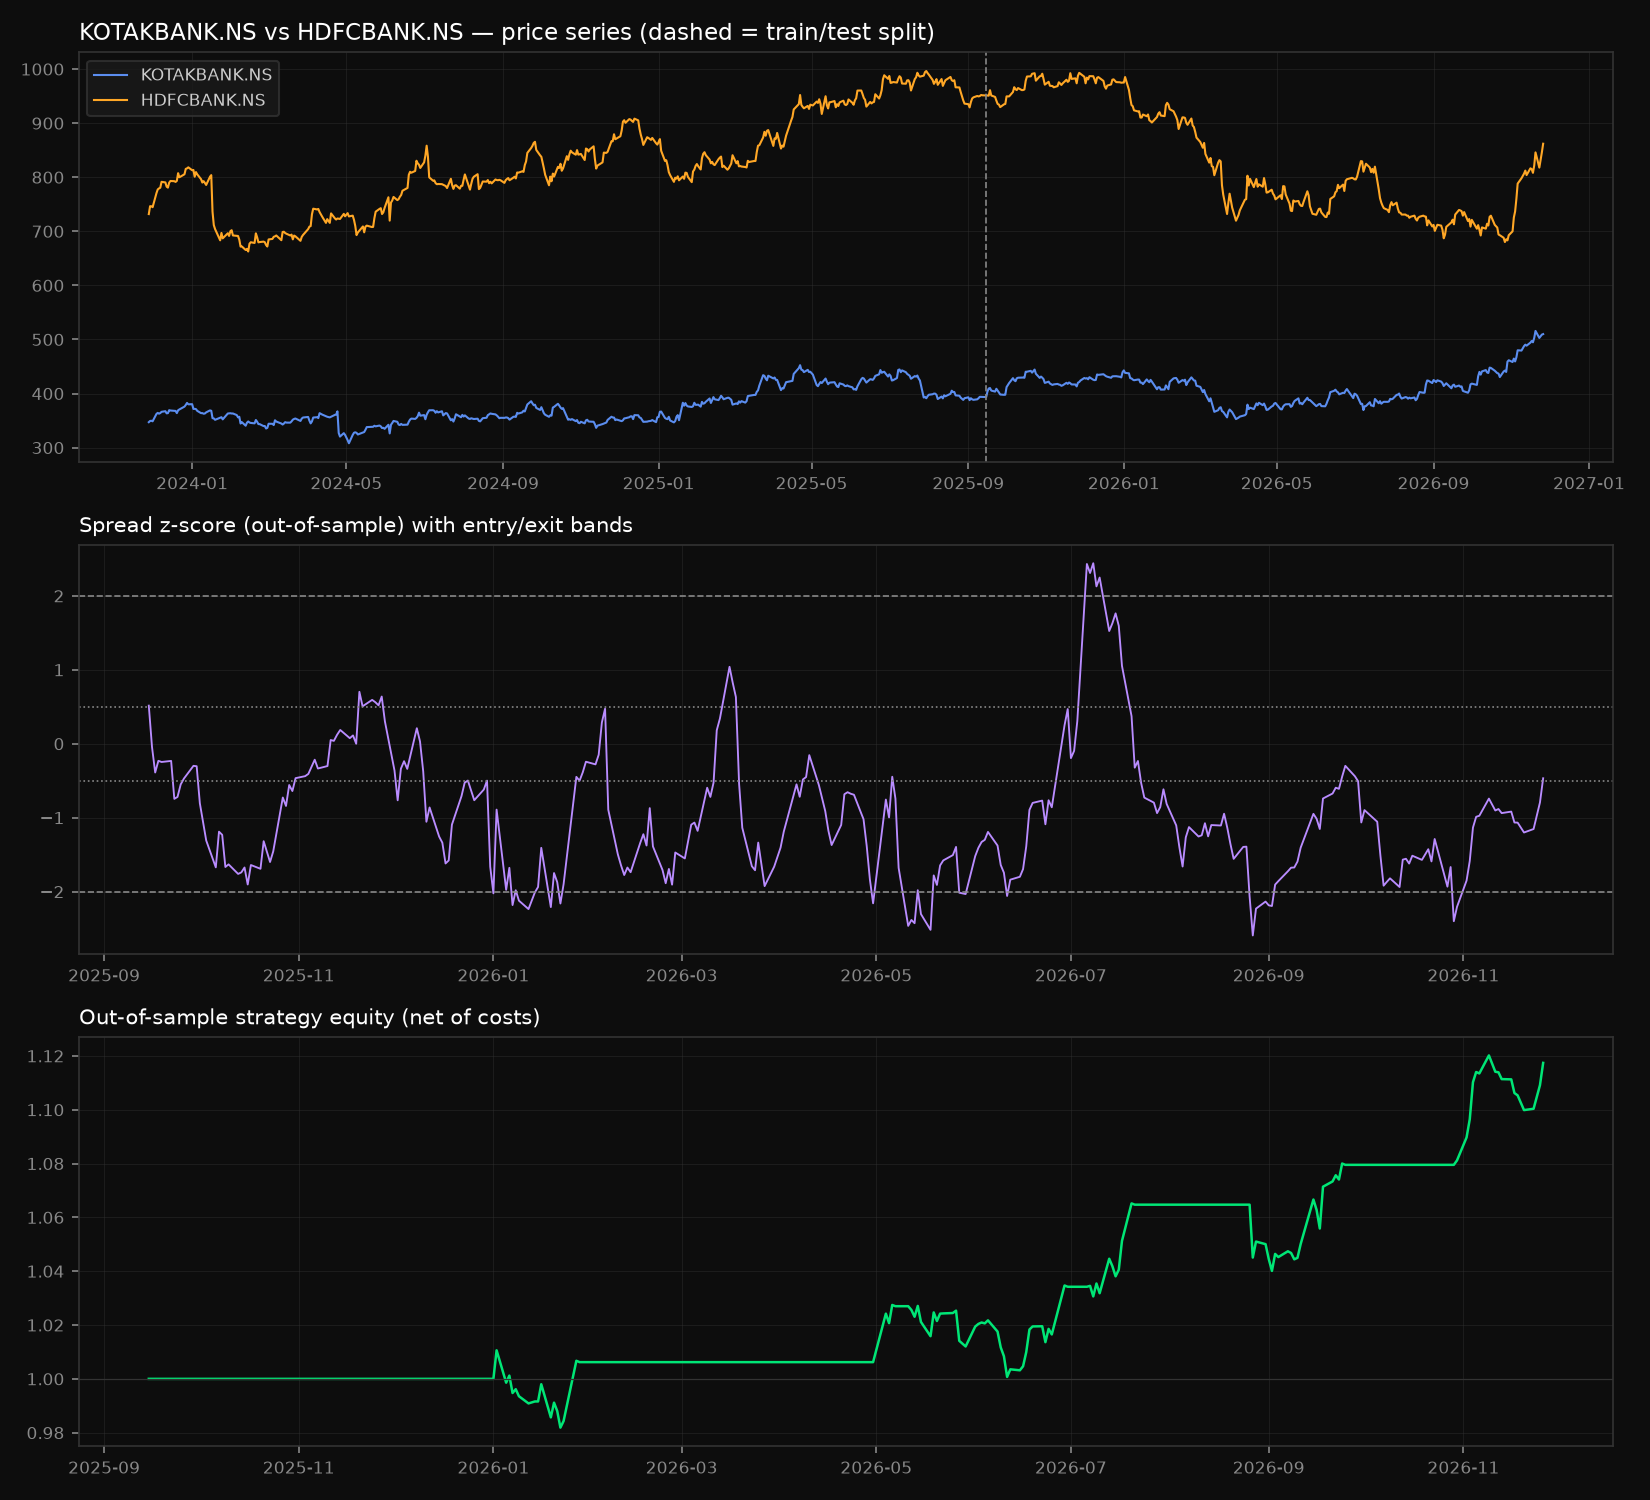 KOTAKBANK.NS vs HDFCBANK.NS — price series (dashed = train/test split)
KOTAKBANK.NS
HDFCBANK.NS
1000
900
800
700
600
500
400
300
2024-01 2024-05 2024-09 2025-01 2025-05 2025-09 2026-01 2026-05 2026-09 2027-01
Spread z-score (out-of-sample) with entry/exit bands
2
1
0
−1
−2
2025-09 2025-11 2026-01 2026-03 2026-05 2026-07 2026-09 2026-11
Out-of-sample strategy equity (net of costs)
1.12
1.10
1.08
1.06
1.04
1.02
1.00
0.98
2025-09 2025-11 2026-01 2026-03 2026-05 2026-07 2026-09 2026-11